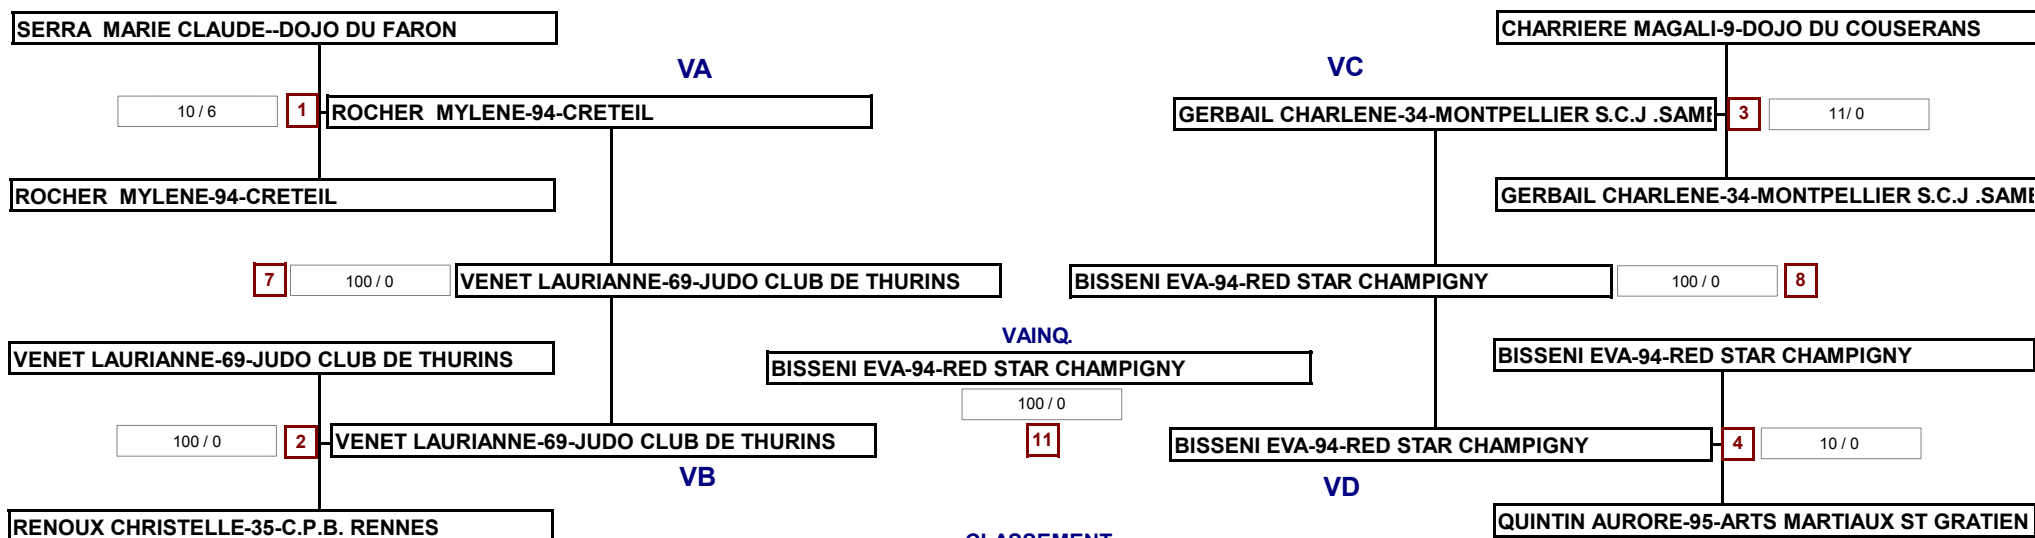 SERRA  MARIE CLAUDE--DOJO DU FARON
CHARRIERE MAGALI-9-DOJO DU COUSERANS
VA
VC
10 / 6
1
ROCHER  MYLENE-94-CRETEIL
GERBAIL CHARLENE-34-MONTPELLIER S.C.J .SAM
3
11/ 0
ROCHER  MYLENE-94-CRETEIL
GERBAIL CHARLENE-34-MONTPELLIER S.C.J .SAM
7
100 / 0
VENET LAURIANNE-69-JUDO CLUB DE THURINS
BISSENI EVA-94-RED STAR CHAMPIGNY
100 / 0
8
VAINQ.
VENET LAURIANNE-69-JUDO CLUB DE THURINS
BISSENI EVA-94-RED STAR CHAMPIGNY
BISSENI EVA-94-RED STAR CHAMPIGNY
100 / 0
100 / 0
2
VENET LAURIANNE-69-JUDO CLUB DE THURINS
11
BISSENI EVA-94-RED STAR CHAMPIGNY
4
10 / 0
VB
VD
RENOUX CHRISTELLE-35-C.P.B. RENNES
QUINTIN AURORE-95-ARTS MARTIAUX ST GRATIEN
CLASSEMENT